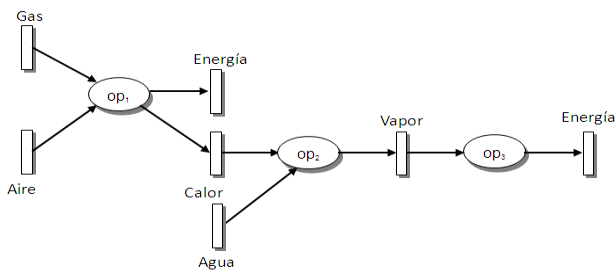 Gas
Energía
op₁
Vapor
Energía
op₂
op₃
Aire
Calor
Agua